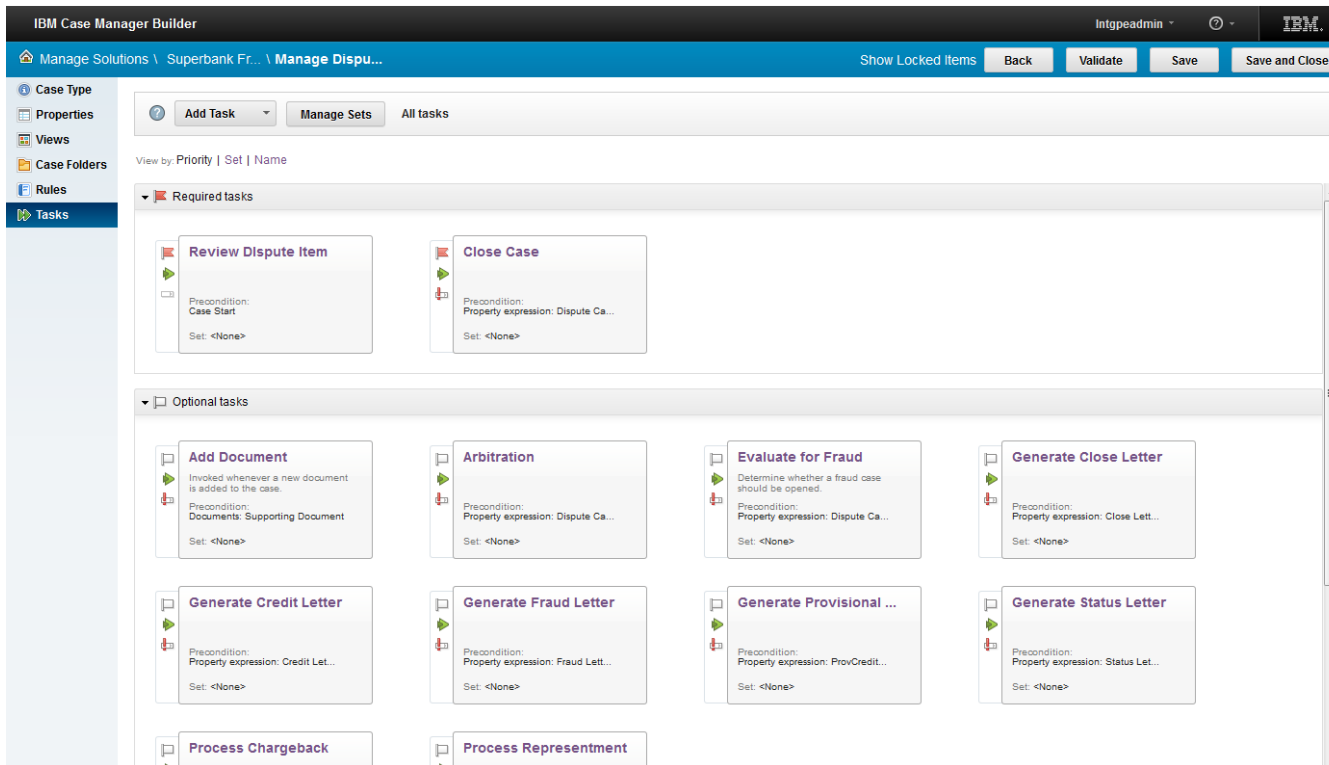 IBM Case Manager Builder
Intgpeadmin
IBM.
Manage Solutions \ Superbank Fr... \ Manage Dispu...
Show Locked Items
Back
Validate
Save
Save and Close
Case Type
Properties
Views
Case Folders
Rules
Tasks
Add Task
Manage Sets
All tasks
View by: Priority | Set | Name
Required tasks
Review Dispute Item
Precondition:
Case Start
Set: <None>
Close Case
Precondition:
Property expression: Dispute Ca...
Set: <None>
Optional tasks
Add Document
Invoked whenever a new document
is added to the case.
Precondition:
Documents: Supporting Document
Set: <None>
Arbitration
Precondition:
Property expression: Dispute Ca...
Set: <None>
Evaluate for Fraud
Determine whether a fraud case
should be opened.
Precondition:
Property expression: Dispute Ca...
Set: <None>
Generate Close Letter
Precondition:
Property expression: Close Lett...
Set: <None>
Generate Credit Letter
Precondition:
Property expression: Credit Let...
Set: <None>
Generate Fraud Letter
Precondition:
Property expression: Fraud Lett...
Set: <None>
Generate Provisional ...
Precondition:
Property expression: ProvCredit...
Set: <None>
Generate Status Letter
Precondition:
Property expression: Status Let...
Set: <None>
Process Chargeback
Process Representment